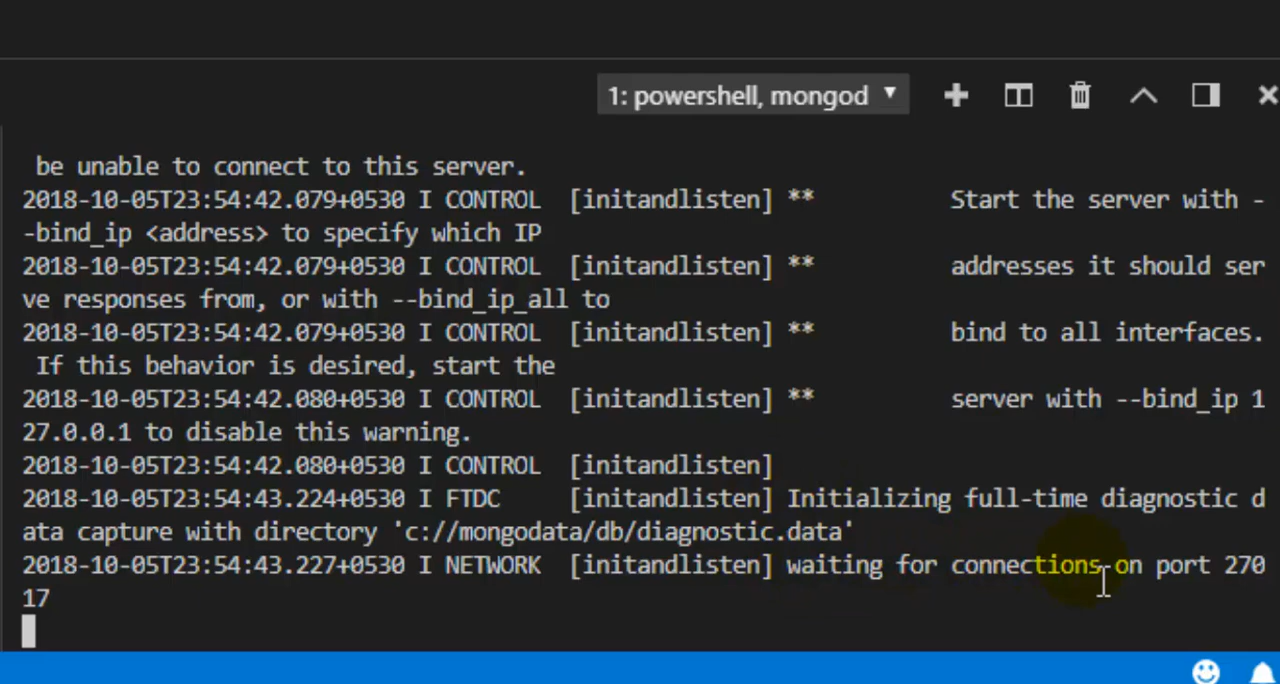 1: powershell, mongod
be unable to connect to this server.
2018-10-05T23:54:42.079+0530 I CONTROL  [initandlisten] **          Start the server with -
-bind_ip <address> to specify which IP
2018-10-05T23:54:42.079+0530 I CONTROL  [initandlisten] **          addresses it should ser
ve responses from, or with --bind_ip_all to
2018-10-05T23:54:42.079+0530 I CONTROL  [initandlisten] **          bind to all interfaces.
 If this behavior is desired, start the
2018-10-05T23:54:42.080+0530 I CONTROL  [initandlisten] **          server with --bind_ip 1
27.0.0.1 to disable this warning.
2018-10-05T23:54:42.080+0530 I CONTROL  [initandlisten]
2018-10-05T23:54:43.224+0530 I FTDC     [initandlisten] Initializing full-time diagnostic d
ata capture with directory 'c://mongodata/db/diagnostic.data'
2018-10-05T23:54:43.227+0530 I NETWORK  [initandlisten] waiting for connections on port 270
17